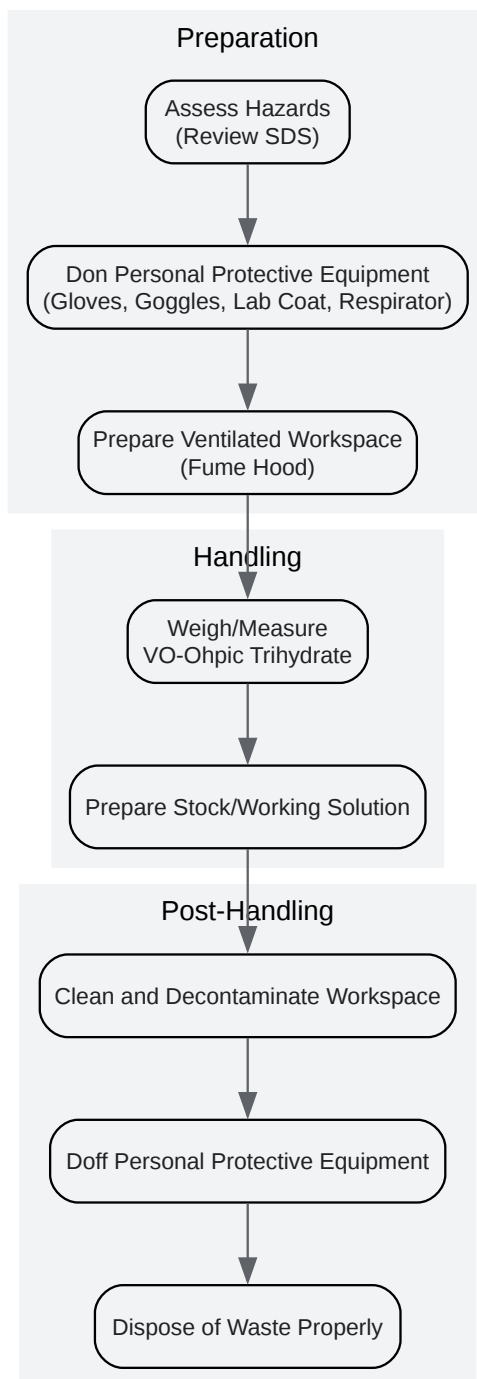 Preparation
Assess Hazards
(Review SDS)
Don Personal Protective Equipment
(Gloves, Goggles, Lab Coat, Respirator)
Prepare Ventilated Workspace
(Fume Hood)
Handling
Weigh/Measure
VO-Ohpic Trihydrate
Prepare Stock/Working Solution
Post-Handling
Clean and Decontaminate Workspace
Doff Personal Protective Equipment
Dispose of Waste Properly